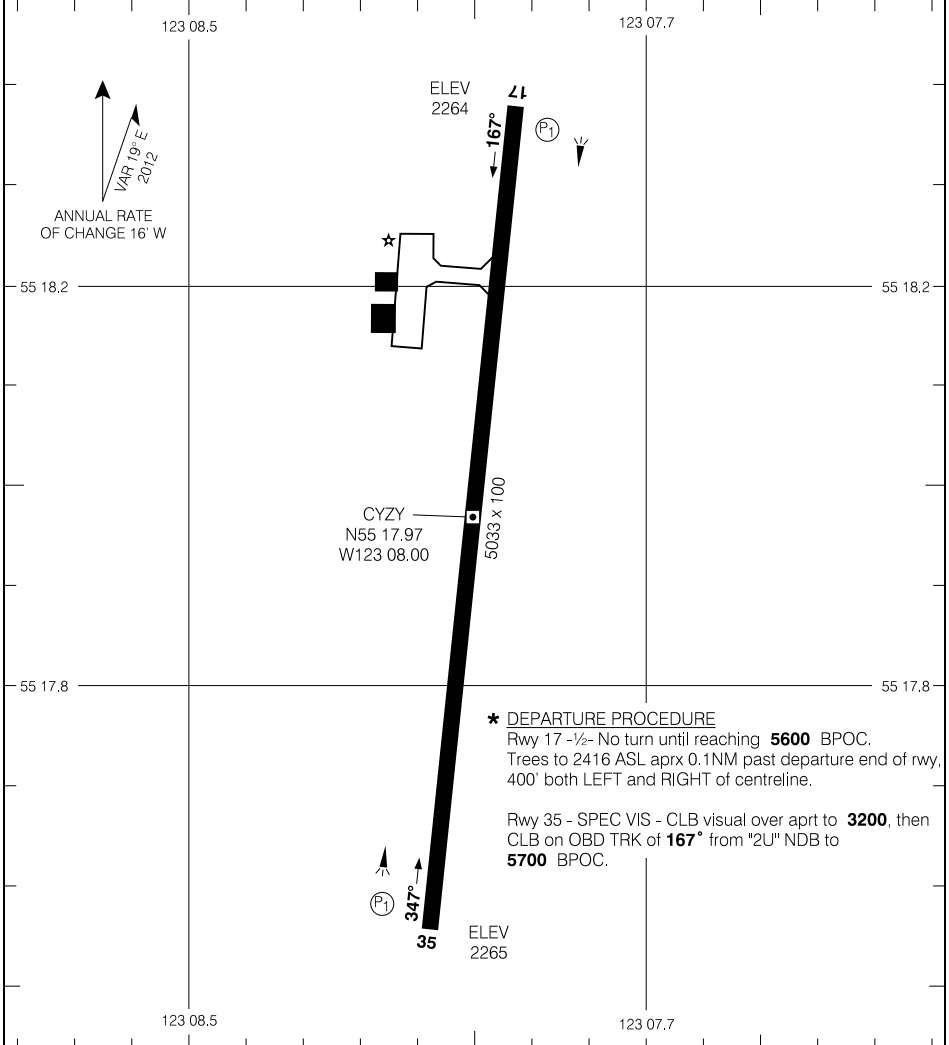 123 08.5
123 07.7
ELEV
2264
17
167°
P1
VAR 19° E
2012
ANNUAL RATE
OF CHANGE 16' W
55 18.2
55 18.2
CYZY
N55 17.97
W123 08.00
5033 x 100
55 17.8
55 17.8
* DEPARTURE PROCEDURE
Rwy 17 -½- No turn until reaching 5600 BPOC.
Trees to 2416 ASL aprx 0.1NM past departure end of rwy,
400' both LEFT and RIGHT of centreline.
Rwy 35 - SPEC VIS - CLB visual over aprt to 3200, then
CLB on OBD TRK of 167° from "2U" NDB to
5700 BPOC.
P1
347°
35
ELEV
2265
123 08.5
123 07.7